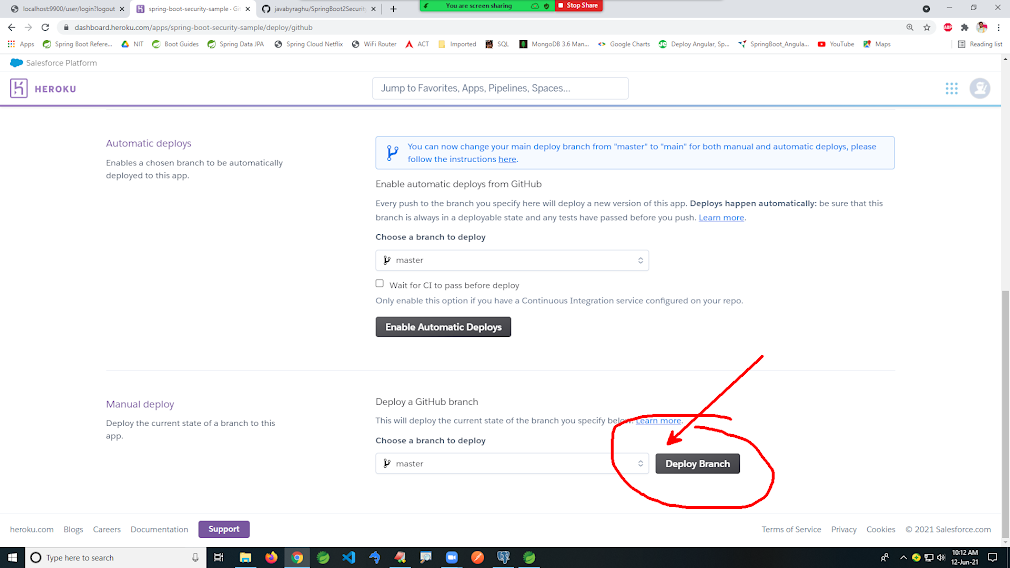 localhost:9900/user/login?logout
spring-boot-security-sample · G
javabyraghu/SpringBoot2Securit
You are screen sharing
Stop Share
dashboard.heroku.com/apps/spring-boot-security-sample/deploy/github
ABP
Apps
Spring Boot Refere...
NIT
Boot Guides
Spring Data JPA
Spring Cloud Netflix
WiFi Router
ACT
Imported
SQL
MongoDB 3.6 Man...
Google Charts
Deploy Angular, Sp...
SpringBoot_Angula...
YouTube
Maps
Reading list
Salesforce Platform
HEROKU
Jump to Favorites, Apps, Pipelines, Spaces...
Automatic deploys
Enables a chosen branch to be automatically
deployed to this app.
You can now change your main deploy branch from "master" to "main" for both manual and automatic deploys, please
follow the instructions here.
Enable automatic deploys from GitHub
Every push to the branch you specify here will deploy a new version of this app. Deploys happen automatically: be sure that this
branch is always in a deployable state and any tests have passed before you push. Learn more.
Choose a branch to deploy
master
Wait for CI to pass before deploy
Only enable this option if you have a Continuous Integration service configured on your repo.
Enable Automatic Deploys
Manual deploy
Deploy the current state of a branch to this
app.
Deploy a GitHub branch
This will deploy the current state of the branch you specify below. Learn more.
Choose a branch to deploy
master
Deploy Branch
heroku.com
Blogs
Careers
Documentation
Support
Terms of Service
Privacy
Cookies
© 2021 Salesforce.com
Type here to search
10:12 AM
12-Jun-21